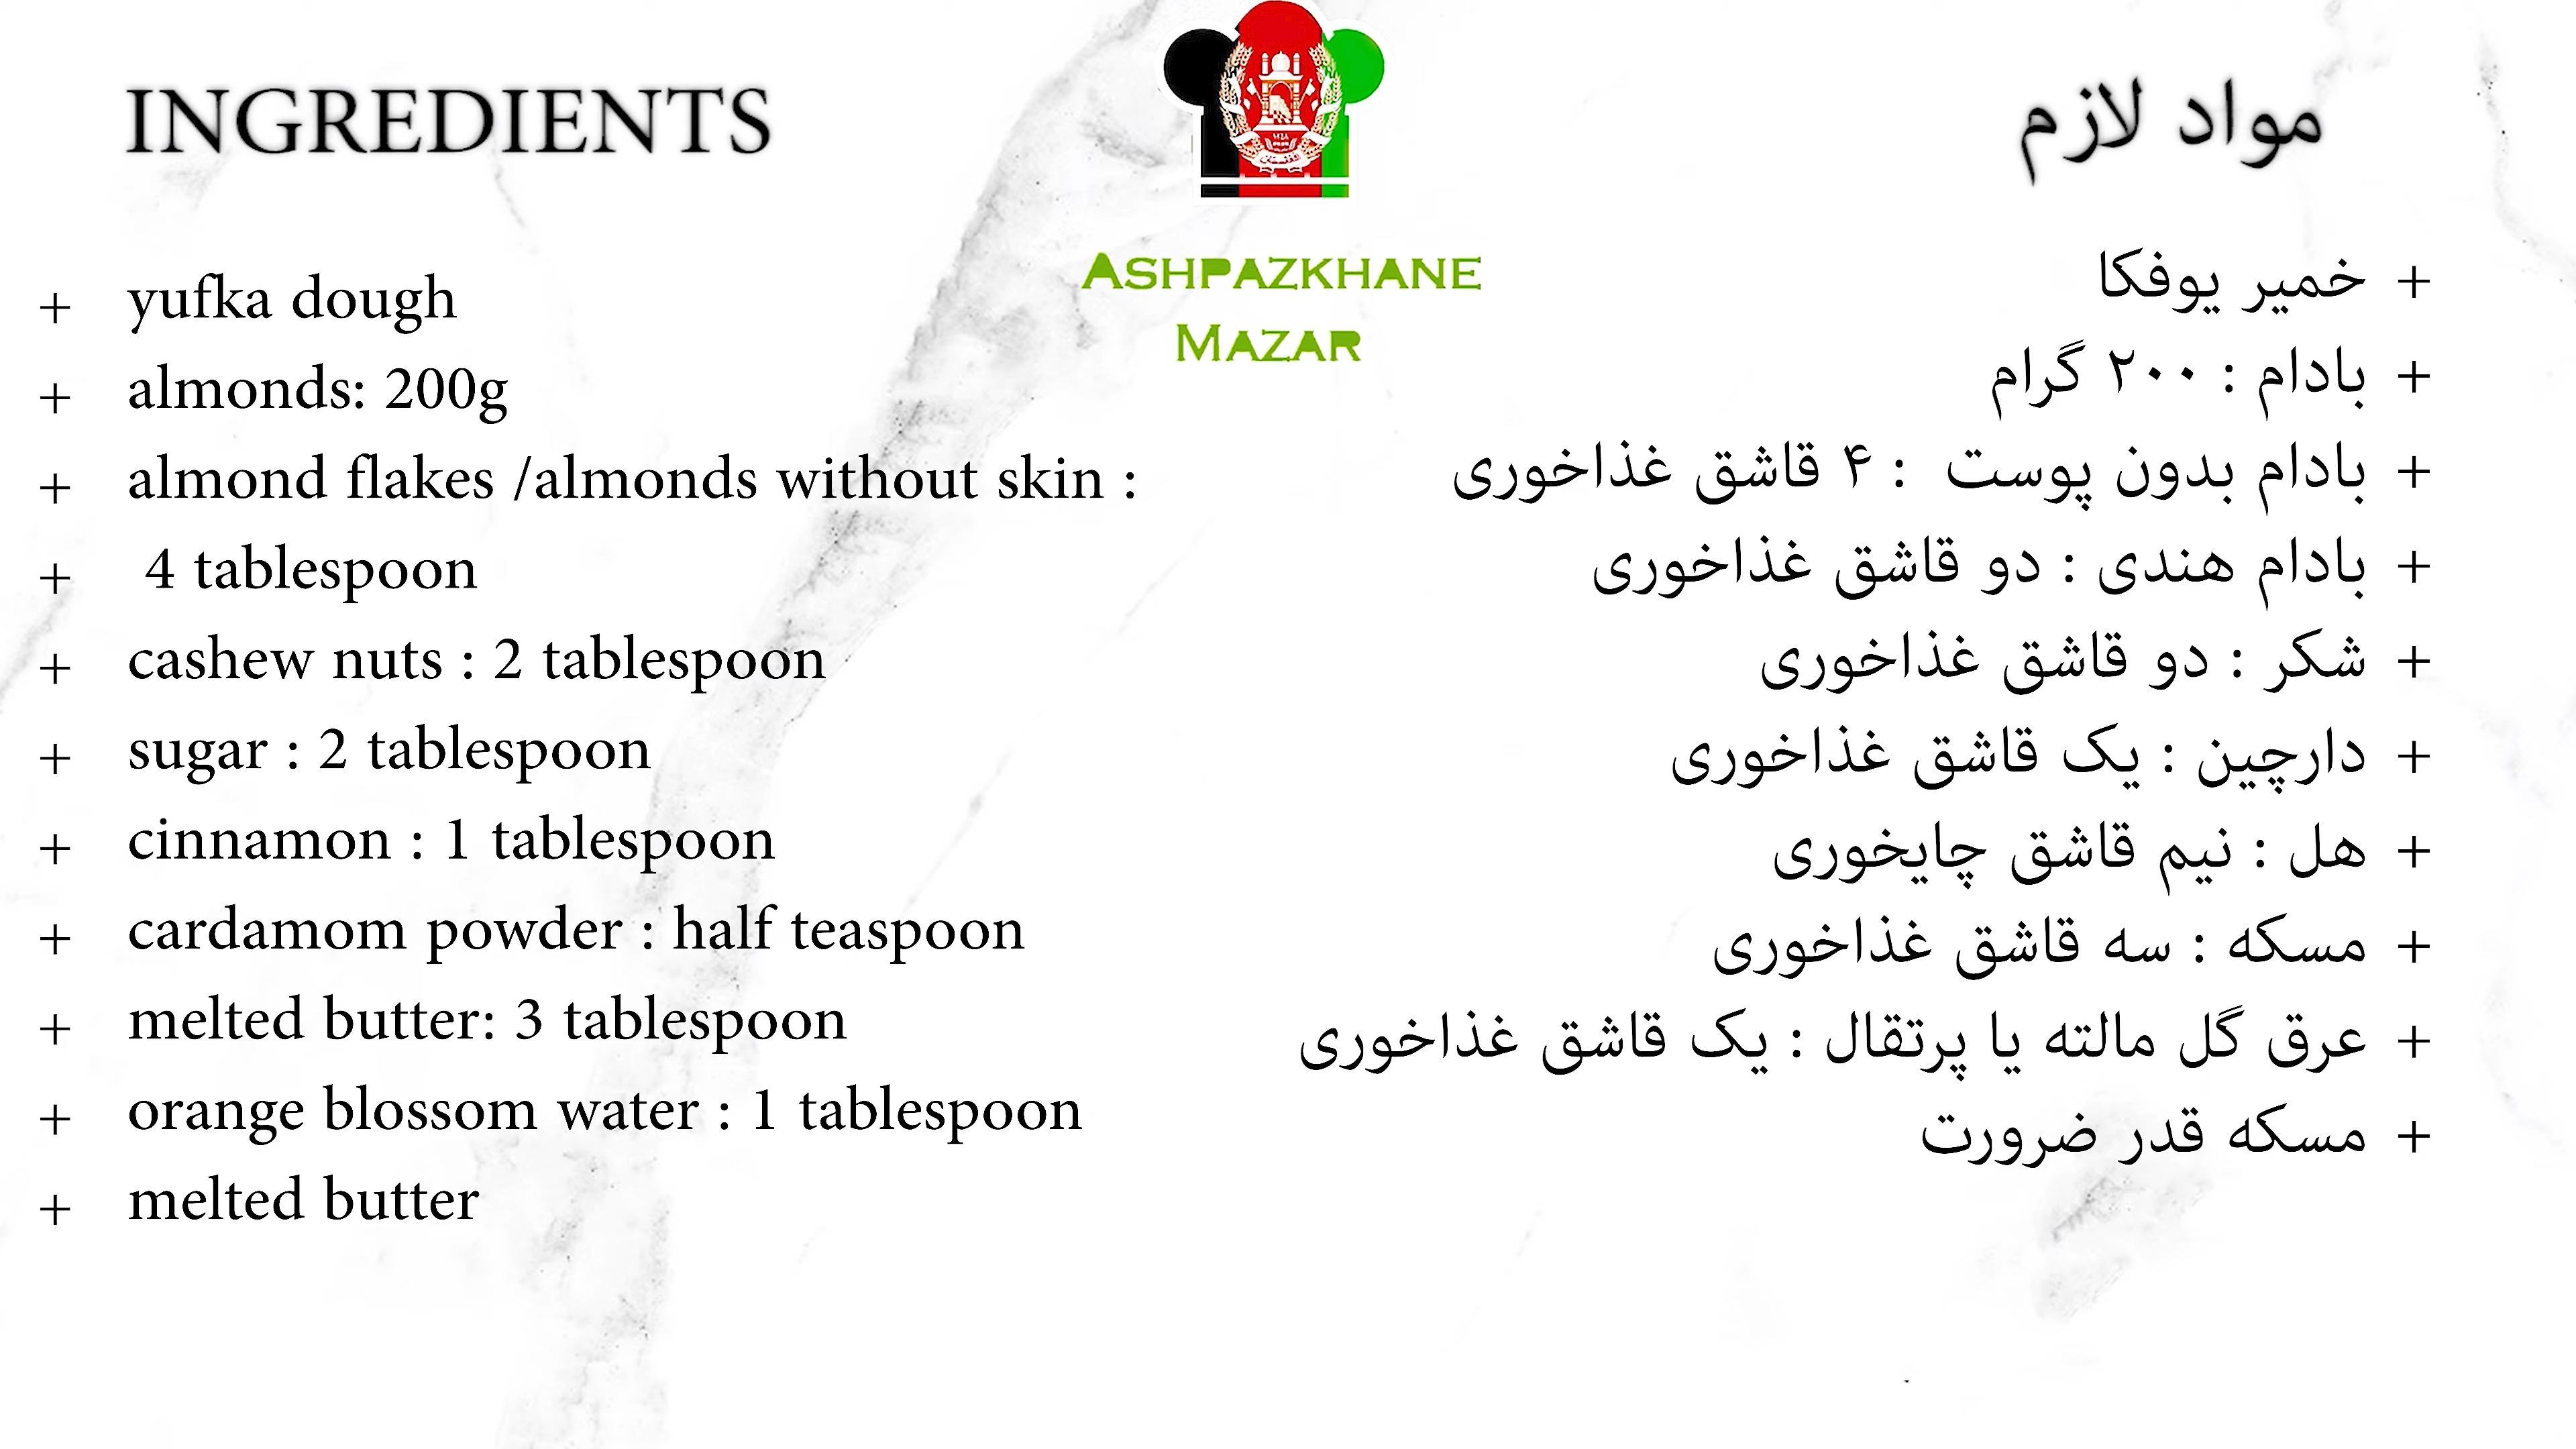 INGREDIENTS
+ yufka dough
+ almonds: 200g
+ almond flakes /almonds without skin :
+ 4 tablespoon
+ cashew nuts : 2 tablespoon
+ sugar : 2 tablespoon
+ cinnamon : 1 tablespoon
+ cardamom powder : half teaspoon
+ melted butter: 3 tablespoon
+ orange blossom water : 1 tablespoon
+ melted butter
ASHPAZKHANE
MAZAR
مواد لازم
+ خمیر یوفکا
+ بادام : ۲۰۰ گرام
+ بادام بدون پوست : ۴ قاشق غذاخوری
+ بادام هندی : دو قاشق غذاخوری
+ شکر : دو قاشق غذاخوری
+ دارچین : یک قاشق غذاخوری
+ هل : نیم قاشق چایخوری
+ مسکه : سه قاشق غذاخوری
+ عرق گل مالته یا پرتقال : یک قاشق غذاخوری
+ مسکه قدر ضرورت